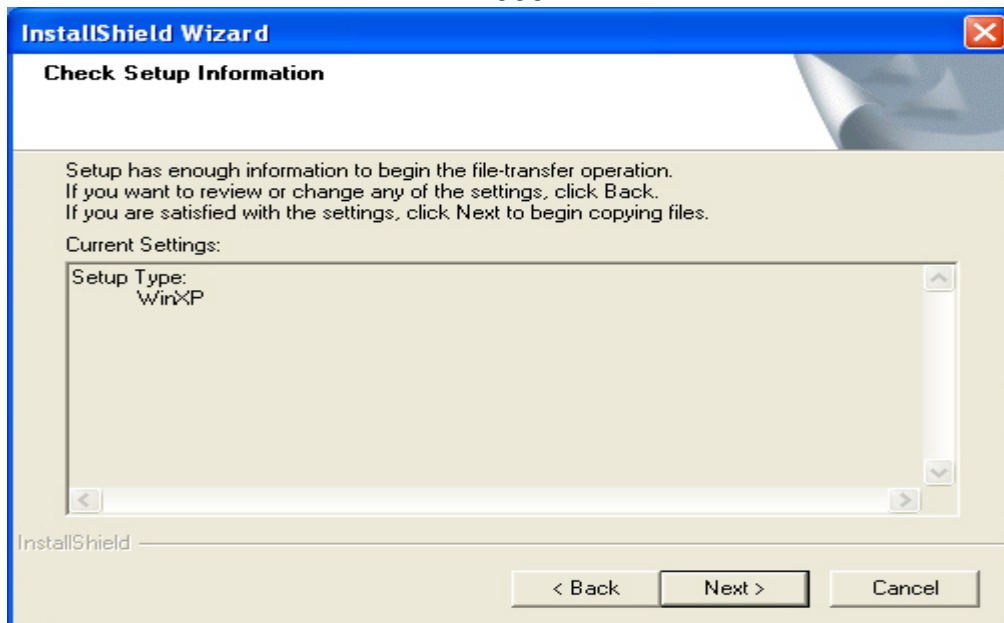 InstallShield Wizard
Check Setup Information
Setup has enough information to begin the file-transfer operation.
If you want to review or change any of the settings, click Back.
If you are satisfied with the settings, click Next to begin copying files.
Current Settings:
Setup Type:
WinXP
InstallShield
< Back
Next >
Cancel